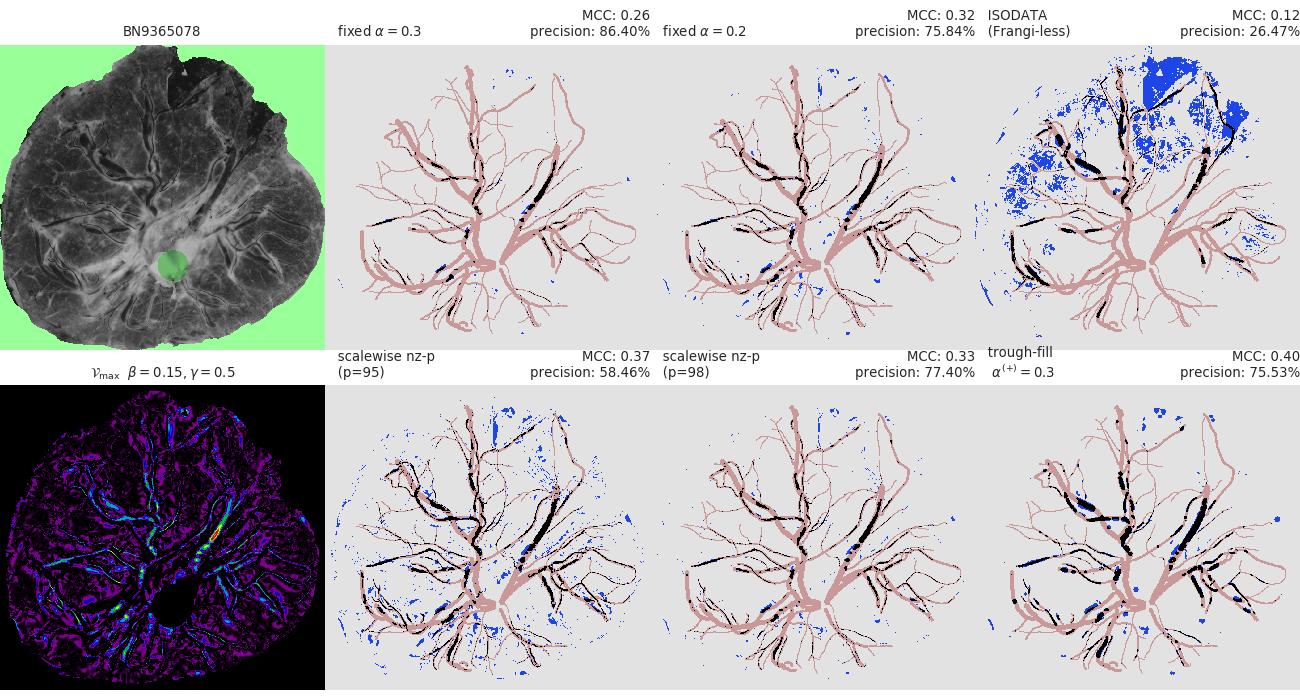 BN9365078
fixed α = 0.3
MCC: 0.26
precision: 86.40%
fixed α = 0.2
MCC: 0.32
precision: 75.84%
ISODATA
(Frangi-less)
MCC: 0.12
precision: 26.47%
𝒱max β = 0.15, γ = 0.5
scalewise nz-p
(p=95)
MCC: 0.37
precision: 58.46%
scalewise nz-p
(p=98)
MCC: 0.33
precision: 77.40%
trough-fill
α(+) = 0.3
MCC: 0.40
precision: 75.53%